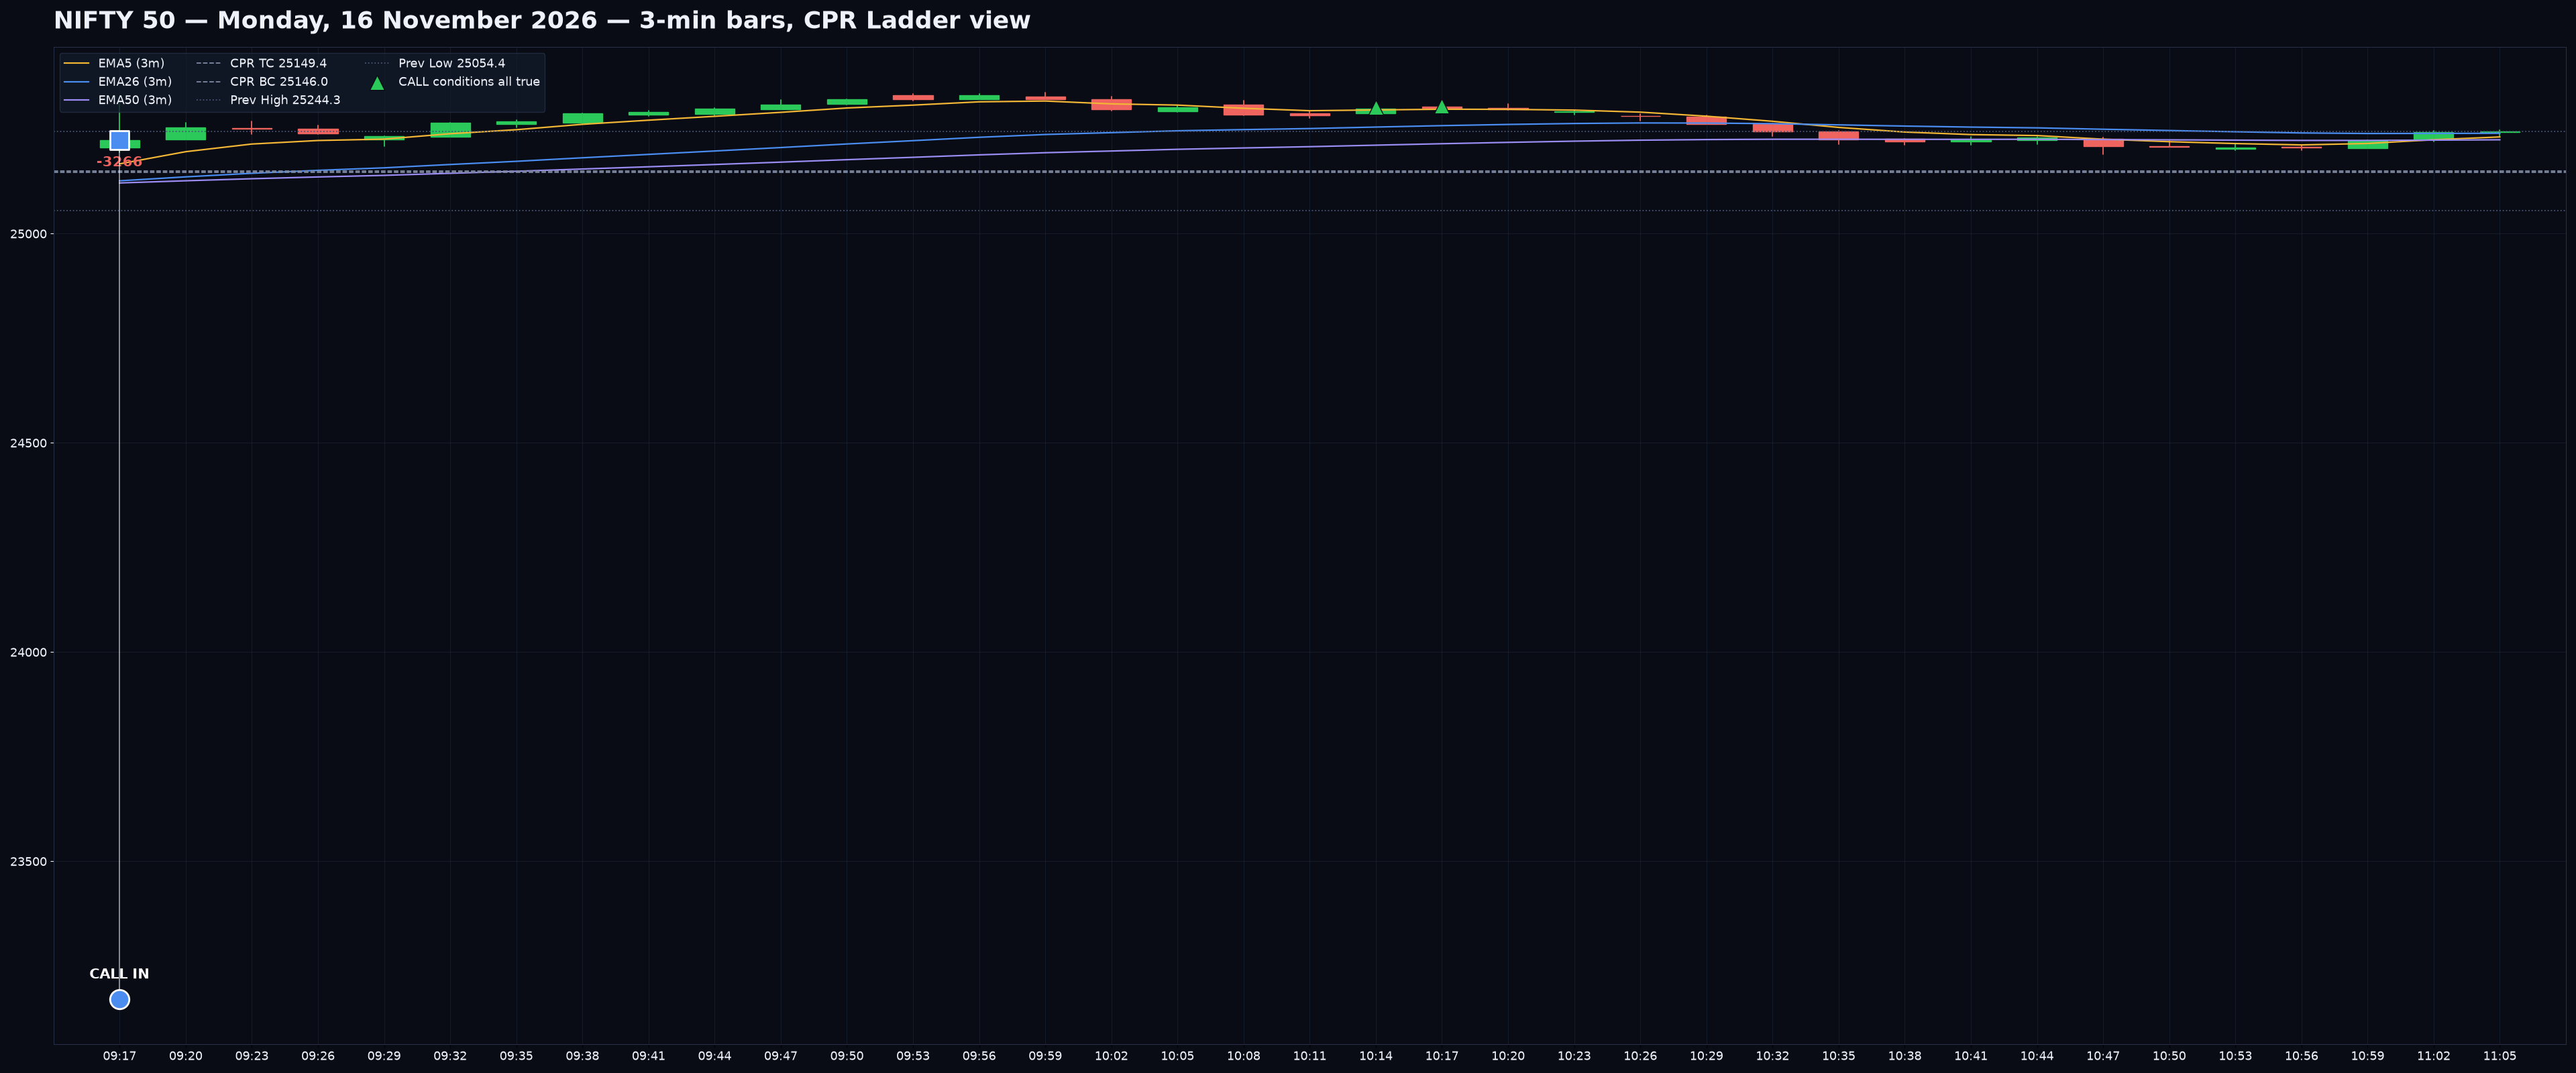 NIFTY 50 — Monday, 16 November 2026 — 3-min bars, CPR Ladder view
EMA5 (3m)
EMA26 (3m)
EMA50 (3m)
CPR TC 25149.4
CPR BC 25146.0
Prev High 25244.3
Prev Low 25054.4
CALL conditions all true
-3266
25000
24500
24000
23500
CALL IN
09:17 09:20 09:23 09:26 09:29 09:32 09:35 09:38 09:41 09:44 09:47 09:50 09:53 09:56 09:59 10:02 10:05 10:08 10:11 10:14 10:17 10:20 10:23 10:26 10:29 10:32 10:35 10:38 10:41 10:44 10:47 10:50 10:53 10:56 10:59 11:02 11:05